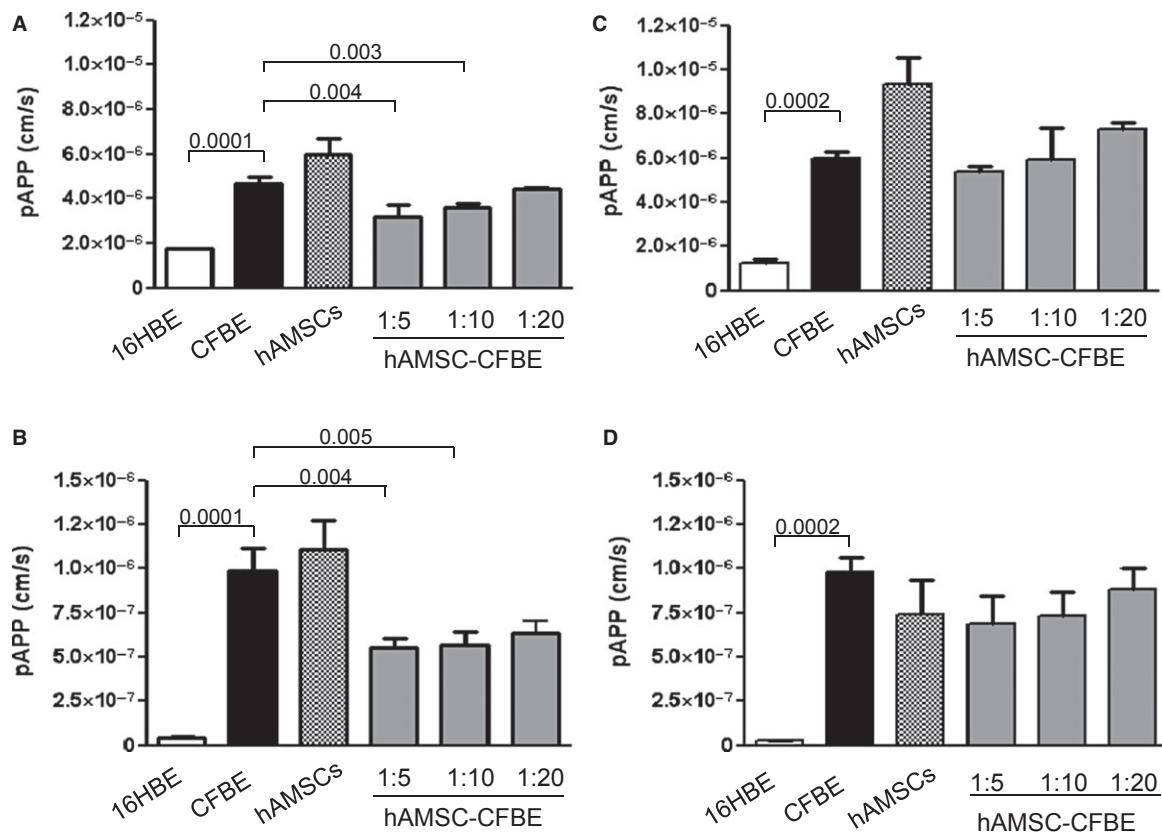 A
pAPP (cm/s)
1.2×10⁻⁵
1.0×10⁻⁵
8.0×10⁻⁶
6.0×10⁻⁶
4.0×10⁻⁶
2.0×10⁻⁶
0
0.003
0.004
0.0001
16HBE
CFBE
hAMSCs
1:5 1:10 1:20
hAMSC-CFBE
C
pAPP (cm/s)
1.2×10⁻⁵
1.0×10⁻⁵
8.0×10⁻⁶
6.0×10⁻⁶
4.0×10⁻⁶
2.0×10⁻⁶
0
0.0002
16HBE
CFBE
hAMSCs
1:5 1:10 1:20
hAMSC-CFBE
B
pAPP (cm/s)
1.5×10⁻⁶
1.2×10⁻⁶
1.0×10⁻⁶
7.5×10⁻⁷
5.0×10⁻⁷
2.5×10⁻⁷
0
0.005
0.004
0.0001
16HBE
CFBE
hAMSCs
1:5 1:10 1:20
hAMSC-CFBE
D
pAPP (cm/s)
1.5×10⁻⁶
1.2×10⁻⁶
1.0×10⁻⁶
7.5×10⁻⁷
5.0×10⁻⁷
2.5×10⁻⁷
0
0.0002
16HBE
CFBE
hAMSCs
1:5 1:10 1:20
hAMSC-CFBE